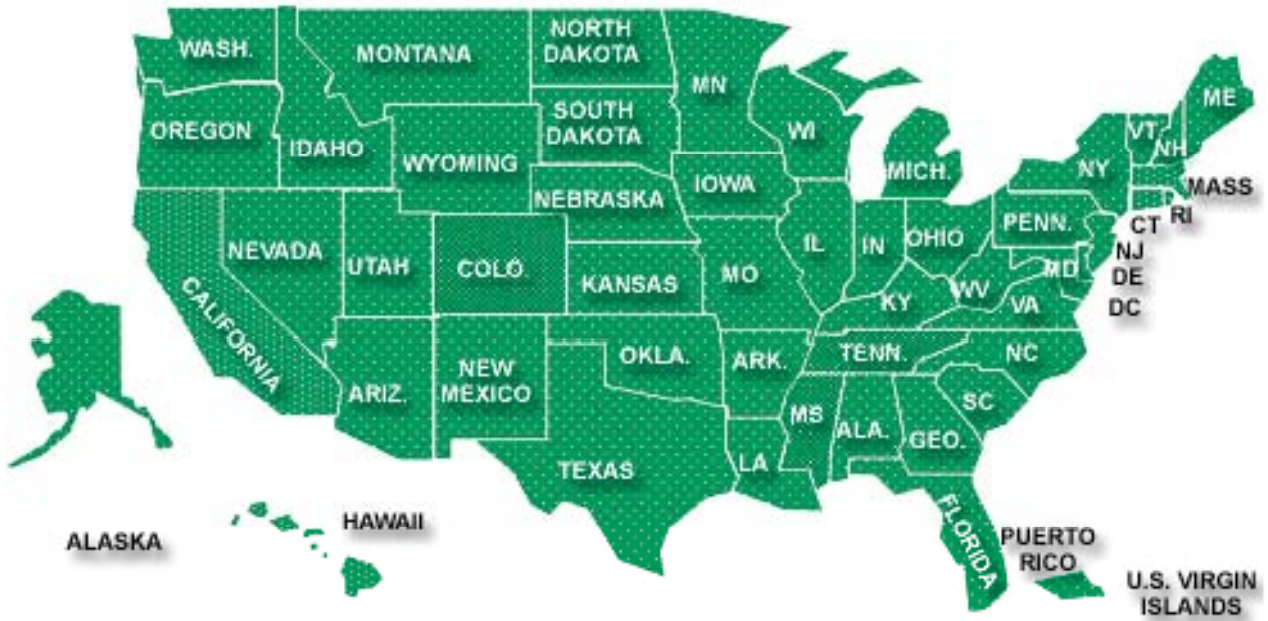 WASH.
MONTANA
NORTH
DAKOTA
MN
ME
OREGON
IDAHO
WYOMING
SOUTH
DAKOTA
WI
MICH.
VT
NH
NY
MASS
NEBRASKA
IOWA
PENN.
CT
RI
NEVADA
UTAH
COLO
KANSAS
MO
IL
IN
OHIO
WV
MD
VA
NJ
DE
DC
CALIFORNIA
KY
ARIZ.
NEW
MEXICO
OKLA.
ARK.
TENN.
NC
SC
MS
ALA.
GEO.
TEXAS
LA
FLORIDA
ALASKA
HAWAII
PUERTO
RICO
U.S. VIRGIN
ISLANDS